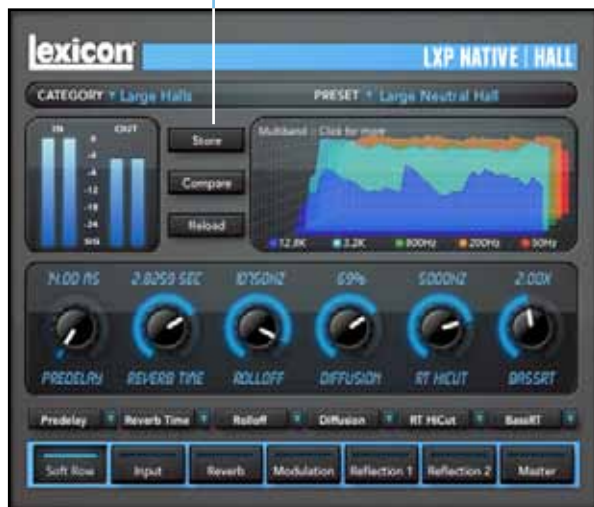 lexicon
LXP NATIVE | HALL
CATEGORY Large Halls PRESET Large Neutral Hall
IN OUT
Store
Compare
Reload
Multiband : Click for more
12.8K 3.2K 800Hz 200Hz 50Hz
14.00 MS 2.8259 SEC 10750HZ 69% 5000HZ 2.00X
PREDELAY REVERB TIME ROLLOFF DIFFUSION RT HICUT BASSRT
Predelay Reverb Time Rolloff Diffusion RT HiCut BassRT
Soft Row Input Reverb Modulation Reflection 1 Reflection 2 Master